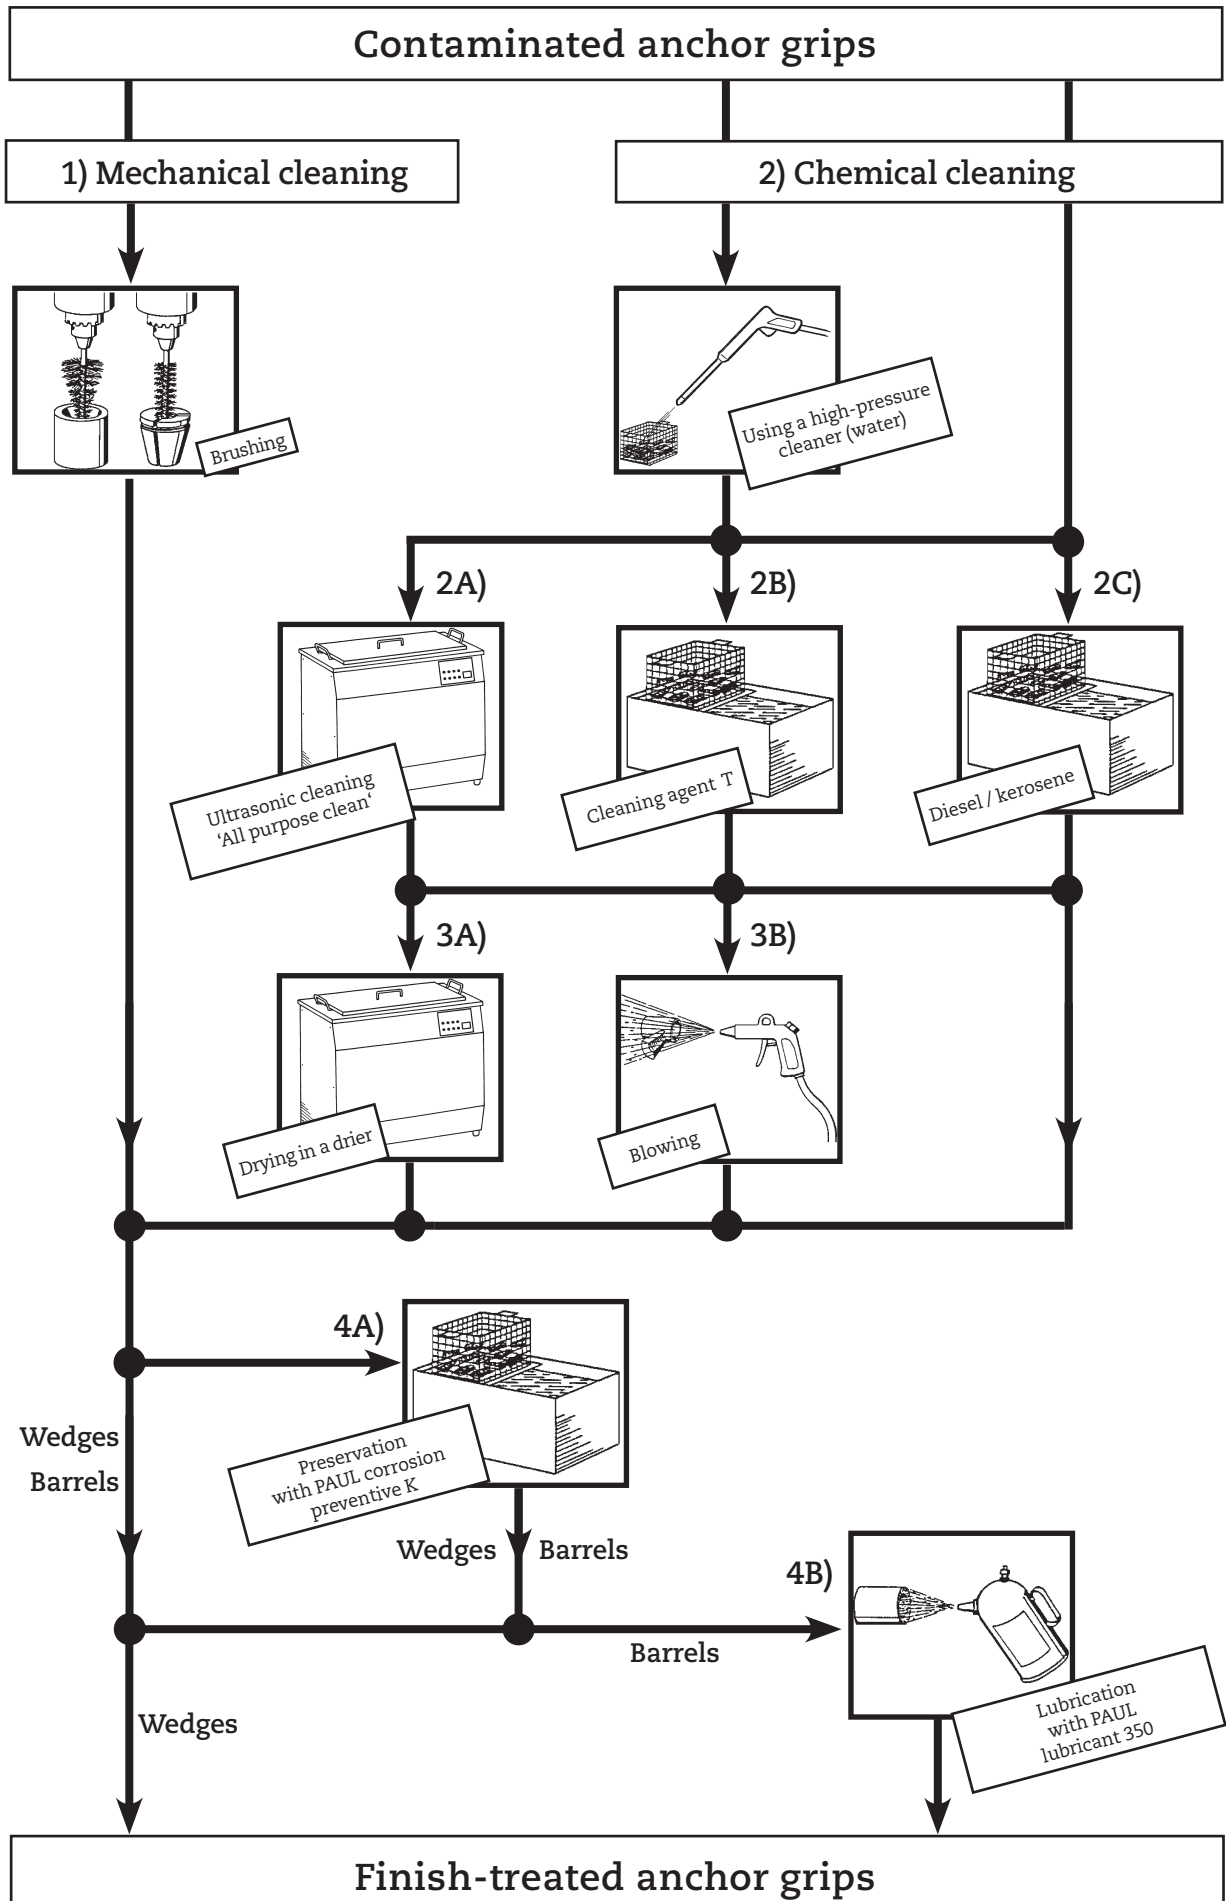 Contaminated anchor grips
1) Mechanical cleaning
2) Chemical cleaning
Brushing
Using a high-pressure
cleaner (water)
2A)
2B)
2C)
Ultrasonic cleaning
‘All purpose clean‘
Cleaning agent T
Diesel / kerosene
3A)
3B)
Drying in a drier
Blowing
4A)
Wedges
Barrels
Preservation
with PAUL corrosion
preventive K
Wedges
Barrels
4B)
Barrels
Lubrication
with PAUL
lubricant 350
Wedges
Finish-treated anchor grips